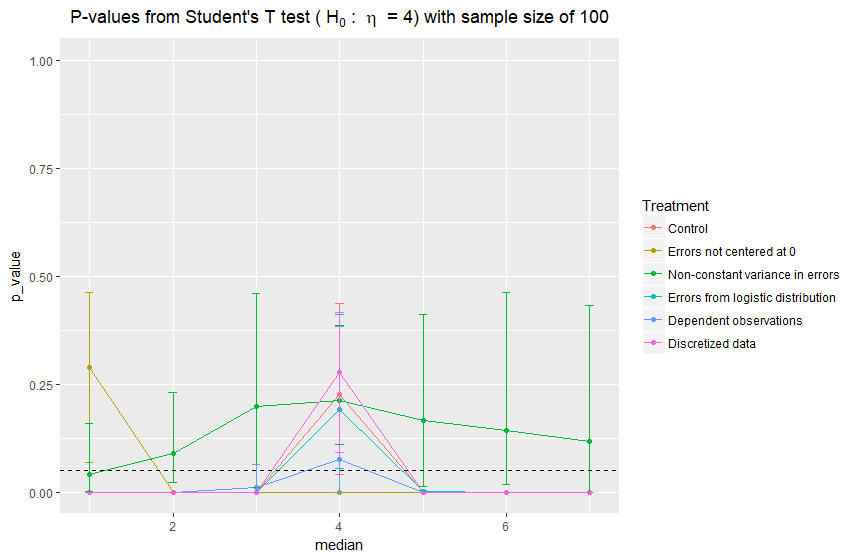 P-values from Student's T test ( H₀ : η = 4) with sample size of 100
1.00
0.75
0.50
0.25
0.00
p_value
2
4
6
median
Treatment
Control
Errors not centered at 0
Non-constant variance in errors
Errors from logistic distribution
Dependent observations
Discretized data